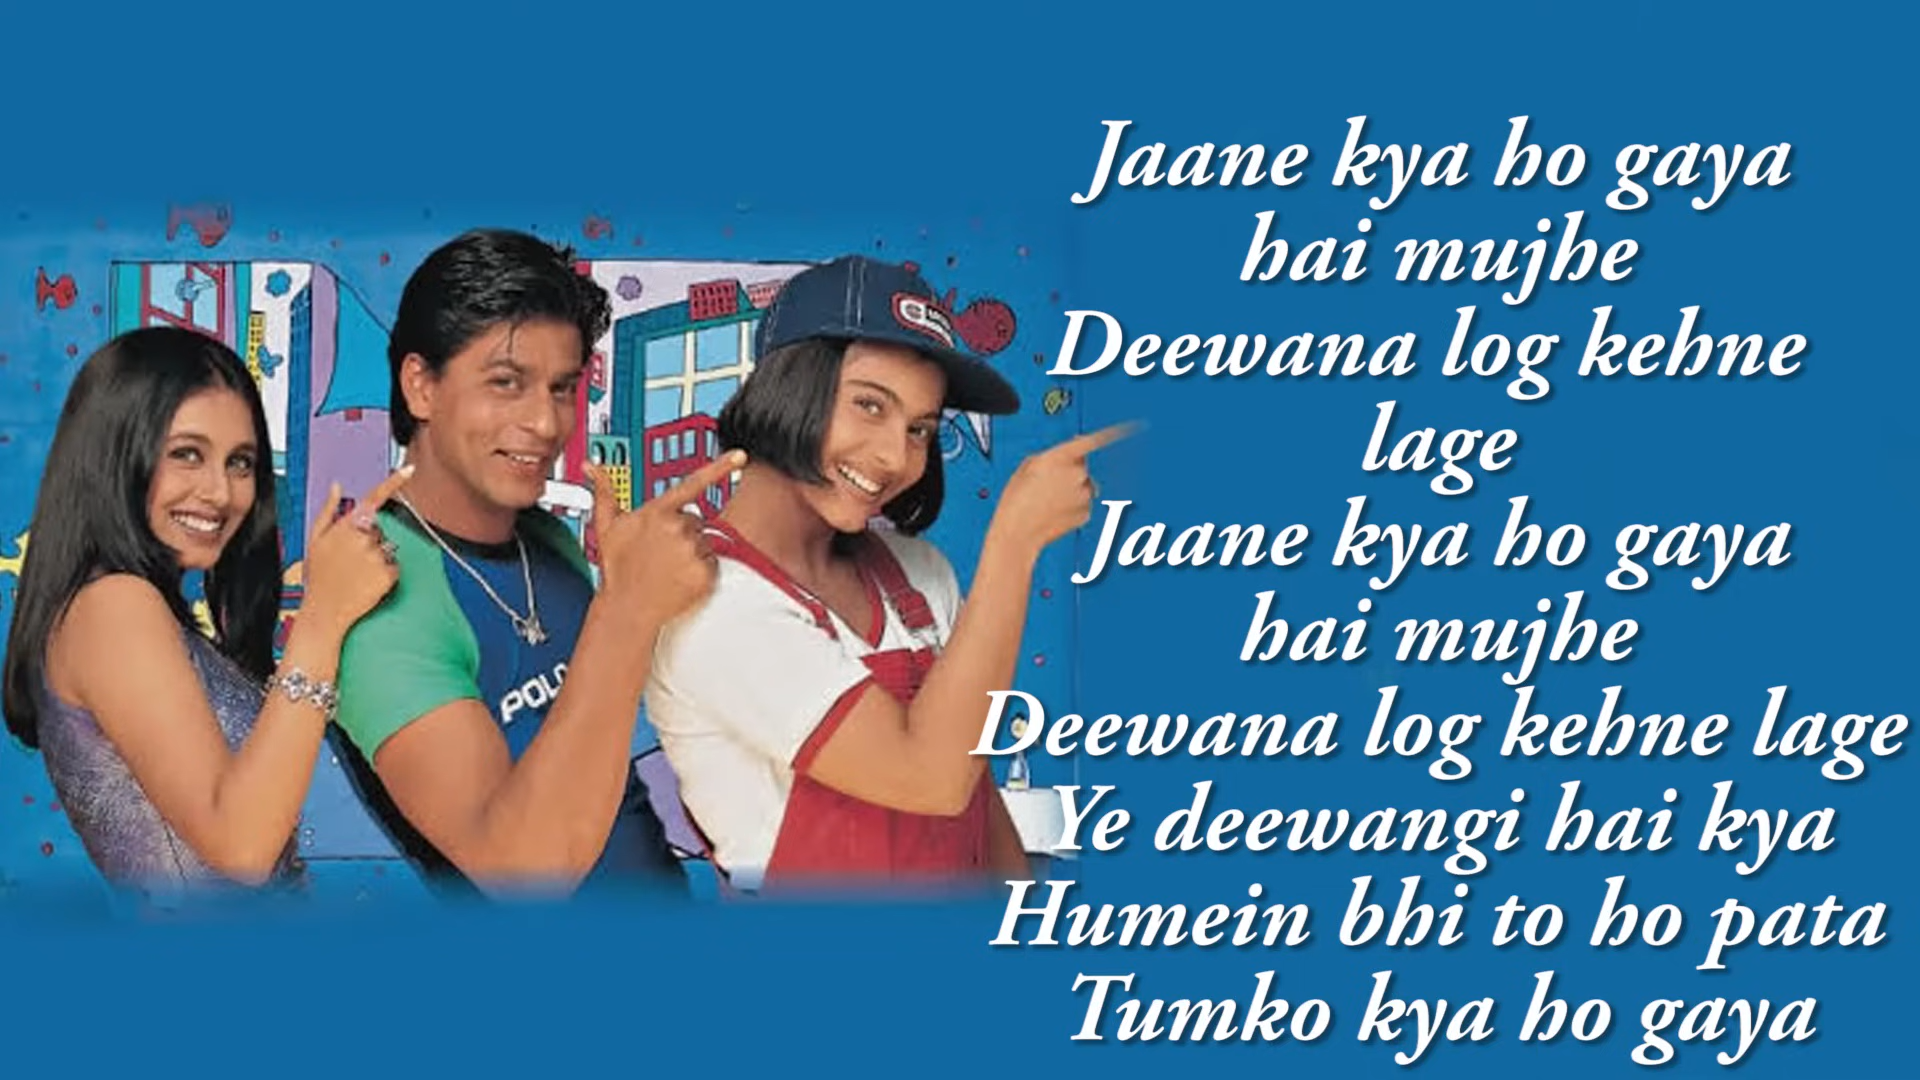 Jaane kya ho gaya
hai mujhe
Deewana log kehne
lage
Jaane kya ho gaya
hai mujhe
Deewana log kehne lage
Ye deewangi hai kya
Humein bhi to ho pata
Tumko kya ho gaya
POLO